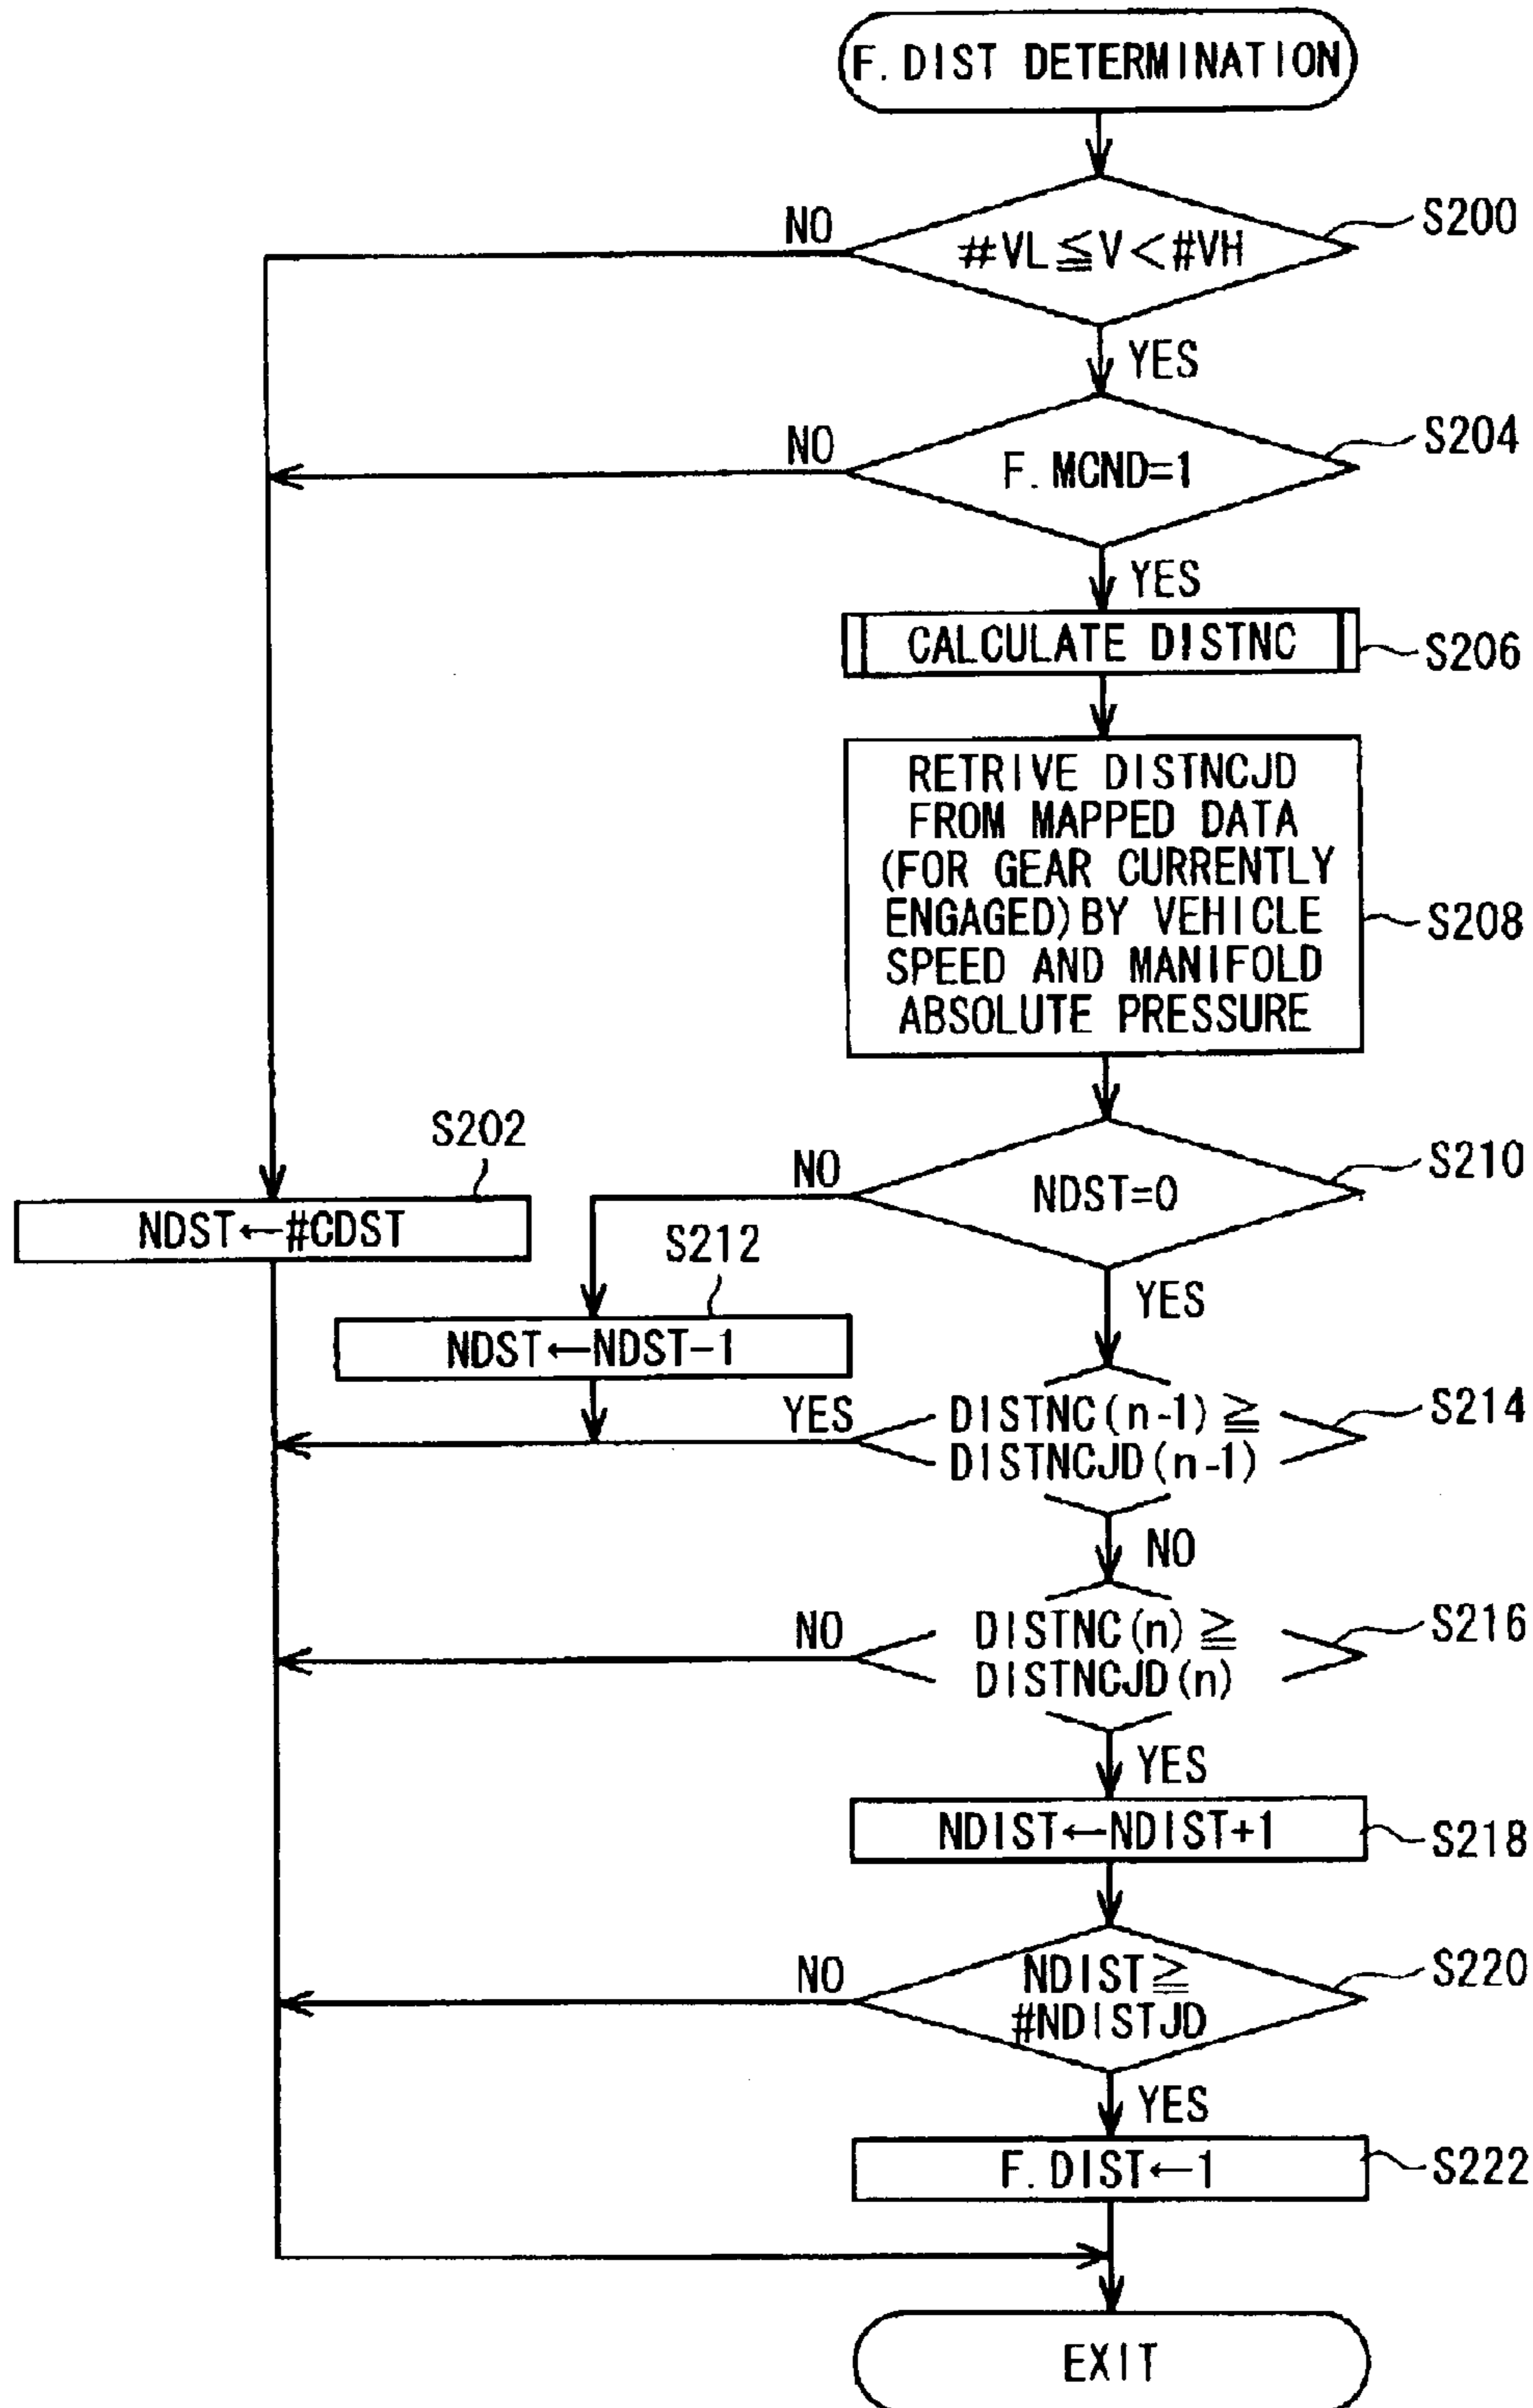 F.DIST DETERMINATION
S200
NO
#VL≦V<#VH
YES
S204
NO
F.MCND=1
YES
CALCULATE DISTNC
S206
RETRIVE DISTNCJD
FROM MAPPED DATA
(FOR GEAR CURRENTLY
ENGAGED)BY VEHICLE
SPEED AND MANIFOLD
ABSOLUTE PRESSURE
S208
S202
NO
NDST=0
S210
NDST←#CDST
S212
YES
NDST←NDST-1
YES
DISTNC(n-1)≧
DISTNCJD(n-1)
S214
NO
NO
DISTNC(n)≧
DISTNCJD(n)
S216
YES
NDIST←NDIST+1
S218
NO
NDIST≧
#NDISTJD
S220
YES
F.DIST←1
S222
EXIT